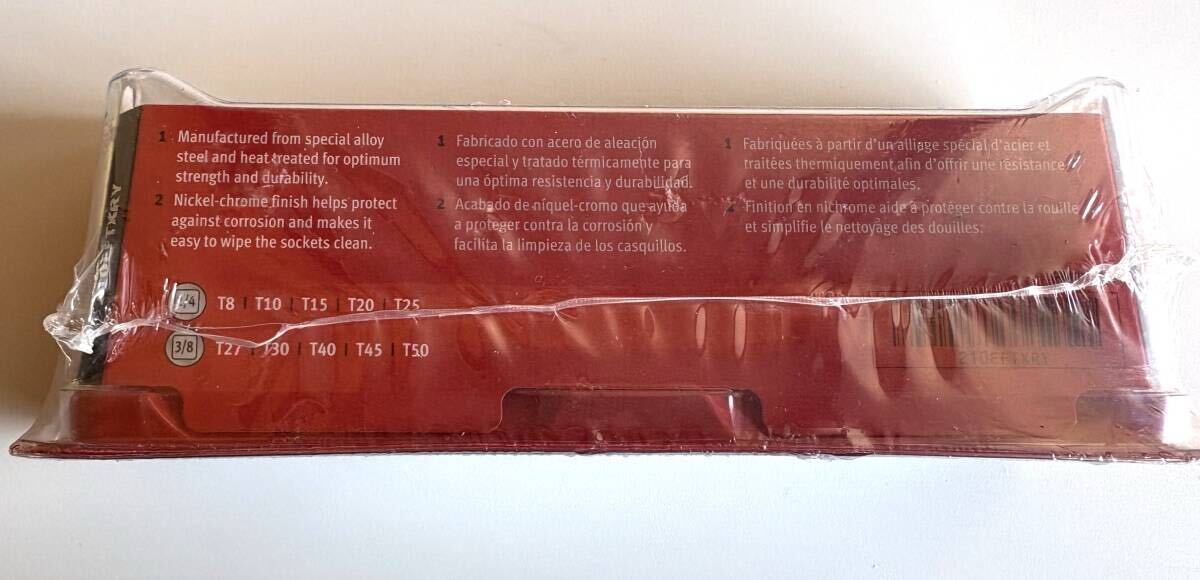 1 Manufactured from special alloy
steel and heat treated for optimum
strength and durability.
2 Nickel-chrome finish helps protect
against corrosion and makes it
easy to wipe the sockets clean.
1 Fabricado con acero de aleación
especial y tratado térmicamente para
una óptima resistencia y durabilidad.
2 Acabado de níquel-cromo que ayuda
a proteger contra la corrosión y
facilita la limpieza de los casquillos.
1 Fabriquées à partir d'un alliage spécial d'acier et
traitées thermiquement afin d'offrir une résistance
et une durabilité optimales.
2 Finition en nichrome aide à protéger contre la rouille
et simplifie le nettoyage des douilles.
1/4 T8 | T10 | T15 | T20 | T25
3/8 T27 | T30 | T40 | T45 | T50
210EFTXRY